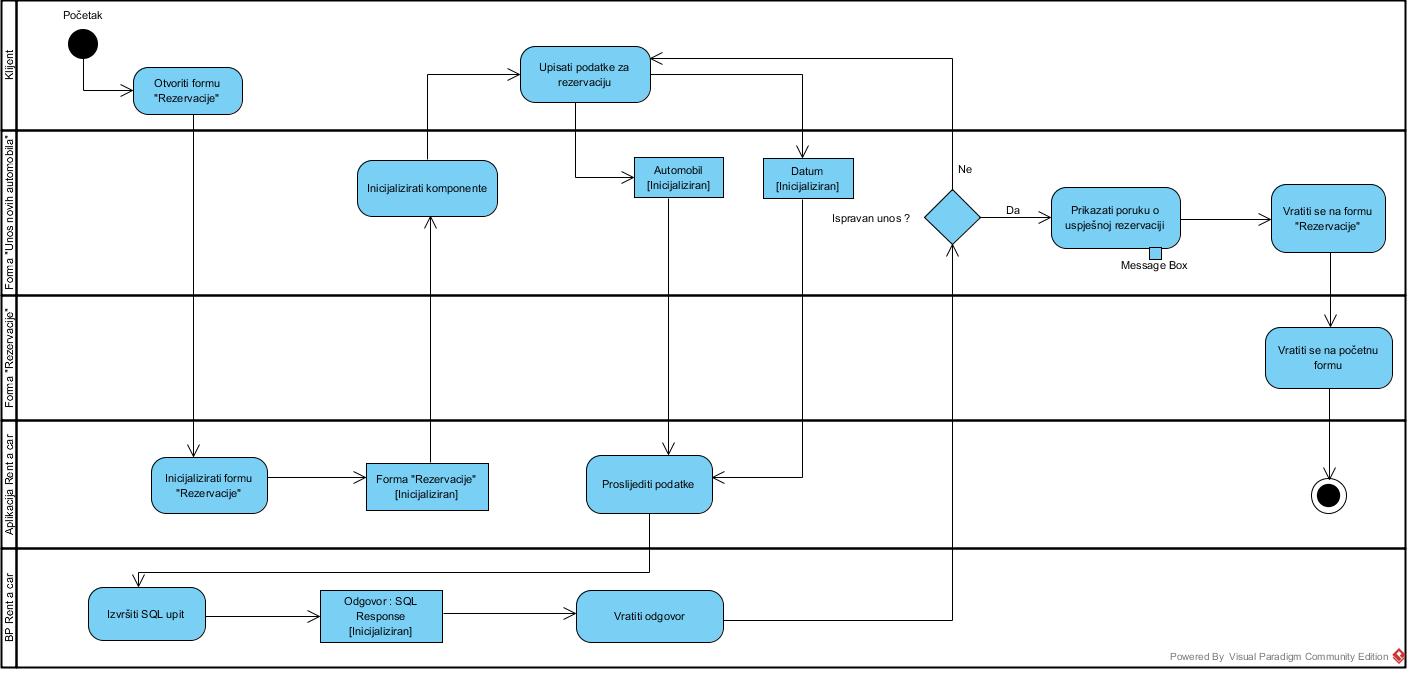 Početak
Klijent
Otvoriti formu
"Rezervacije"
Upisati podatke za
rezervaciju
Forma "Unos novih automobila"
Inicijalizirati komponente
Automobil
[Inicijaliziran]
Datum
[Inicijaliziran]
Ne
Ispravan unos ?
Da
Prikazati poruku o
uspješnoj rezervaciji
Message Box
Vratiti se na formu
"Rezervacije"
Forma "Rezervacije"
Vratiti se na početnu
formu
Aplikacija Rent a car
Inicijalizirati formu
"Rezervacije"
Forma "Rezervacije"
[Inicijaliziran]
Proslijediti podatke
BP Rent a car
Izvršiti SQL upit
Odgovor : SQL
Response
[Inicijaliziran]
Vratiti odgovor
Powered By Visual Paradigm Community Edition